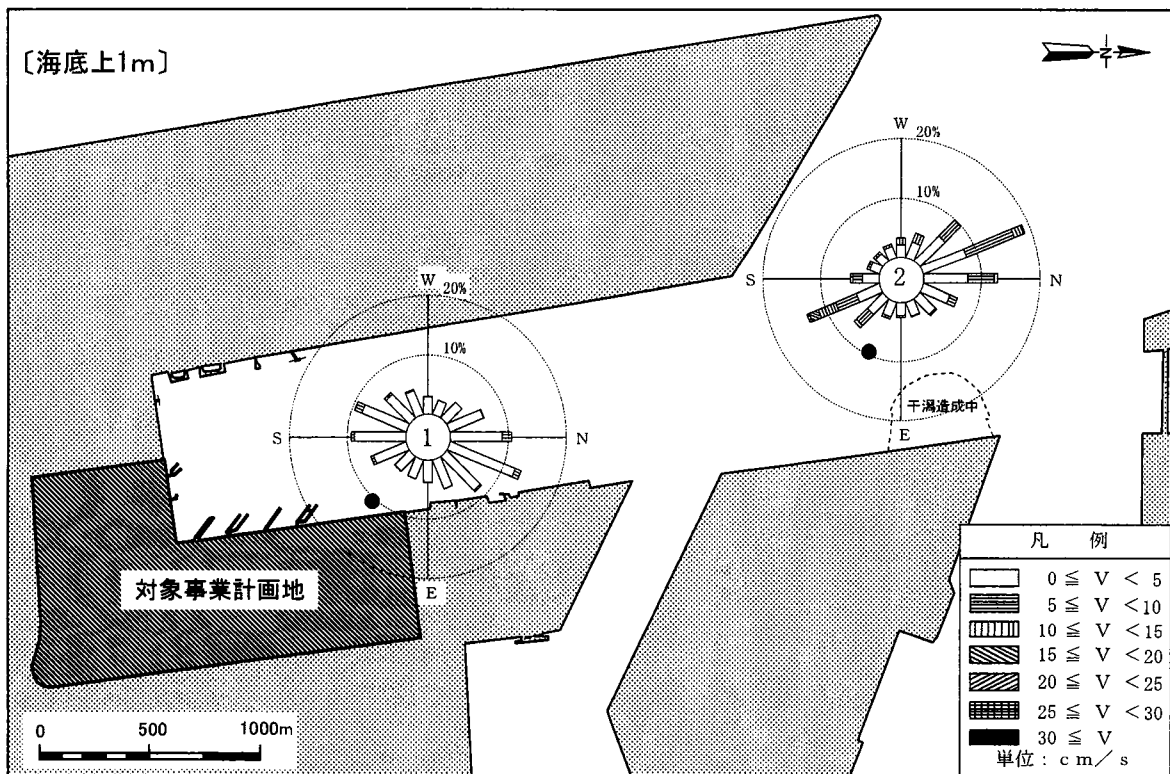 〔海底上1m〕
N
W 20%
10%
S 2 N
E
干潟造成中
W 20%
10%
S 1 N
E
対象事業計画地
0 500 1000m
凡 例
0 ≦ V < 5
5 ≦ V < 10
10 ≦ V < 15
15 ≦ V < 20
20 ≦ V < 25
25 ≦ V < 30
30 ≦ V
単位 : cm/s